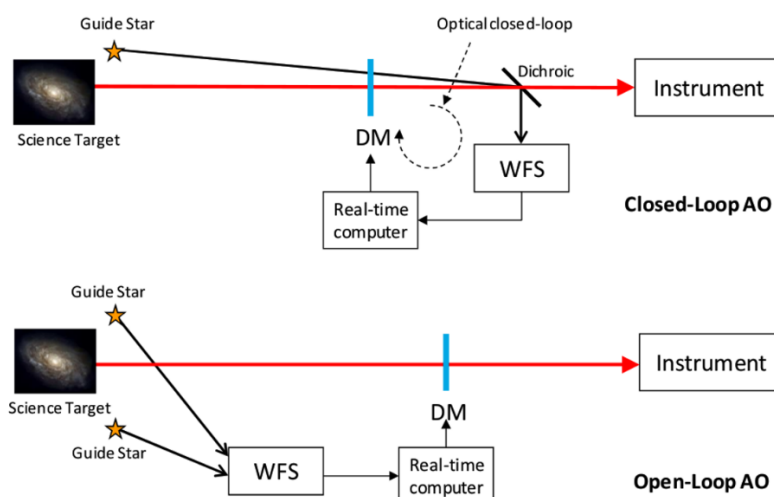 Guide Star
Optical closed-loop
Dichroic
Instrument
Science Target
DM
WFS
Real-time
computer
Closed-Loop AO
Guide Star
Instrument
Science Target
DM
Guide Star
WFS
Real-time
computer
Open-Loop AO